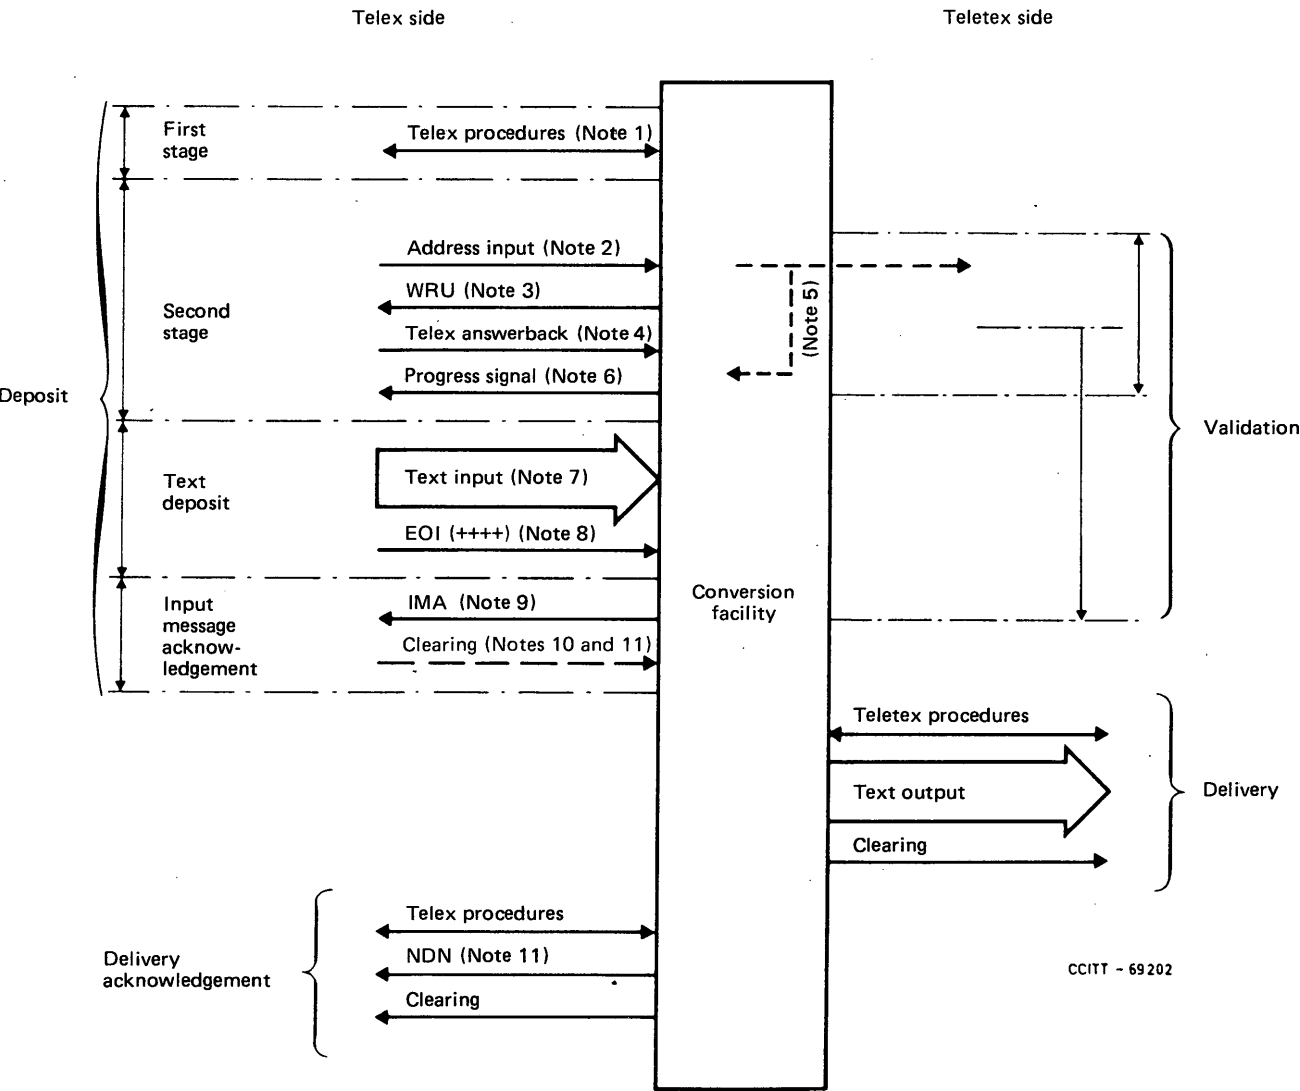 Telex side
Teletex side
First
stage
Telex procedures (Note 1)
Address input (Note 2)
WRU (Note 3)
Second
stage
Telex answerback (Note 4)
Progress signal (Note 6)
(Note 5)
Deposit
Validation
Text
deposit
Text input (Note 7)
EOI (++++) (Note 8)
Conversion
facility
Input
message
acknow-
ledgement
IMA (Note 9)
Clearing (Notes 10 and 11)
Teletex procedures
Text output
Clearing
Delivery
Telex procedures
NDN (Note 11)
Clearing
Delivery
acknowledgement
CCITT - 69202